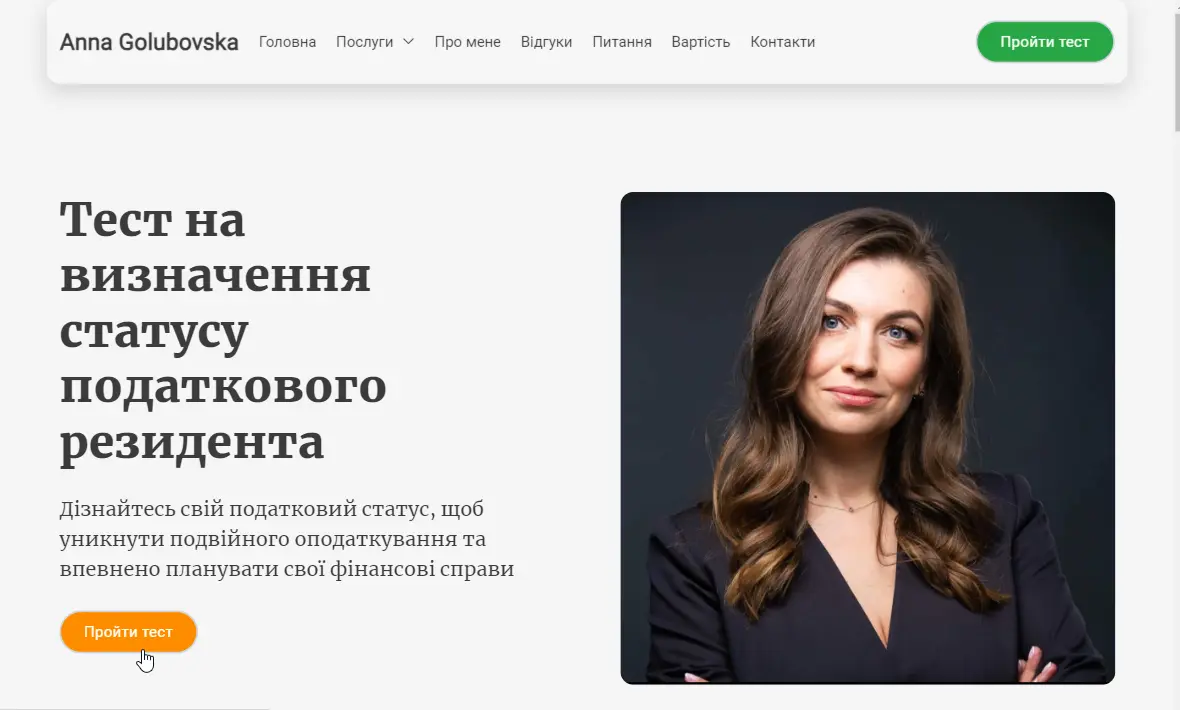 Anna Golubovska
Головна Послуги Про мене Відгуки Питання Вартість Контакти
Пройти тест
Тест на
визначення
статусу
податкового
резидента
Дізнайтесь свій податковий статус, щоб
уникнути подвійного оподаткування та
впевнено планувати свої фінансові справи
Пройти тест